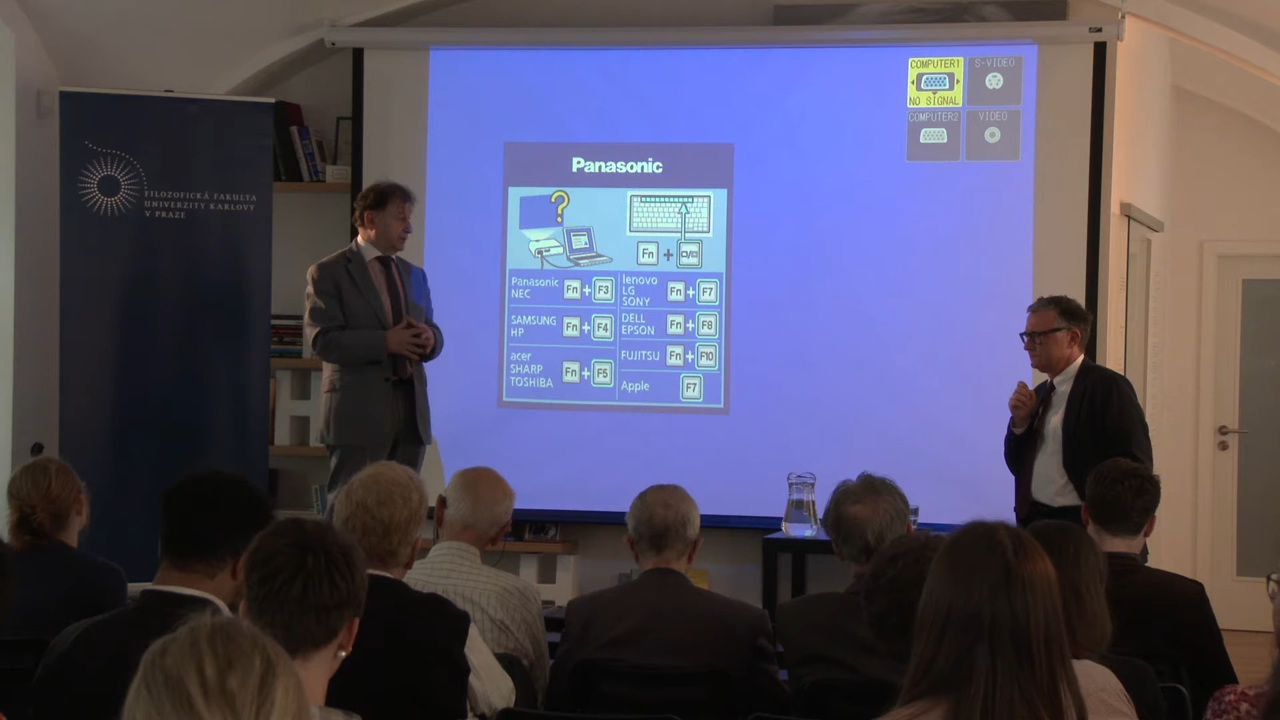 FILOZOFICKÁ FAKULTA
UNIVERZITY KARLOVY
V PRAZE
COMPUTER1
NO SIGNAL
S-VIDEO
COMPUTER2
VIDEO
Panasonic
?
Fn +
Panasonic
NEC
Fn + F3
lenovo
LG
SONY
Fn + F7
SAMSUNG
HP
Fn + F4
DELL
EPSON
Fn + F8
acer
SHARP
TOSHIBA
Fn + F5
FUJITSU Fn + F10
Apple F7